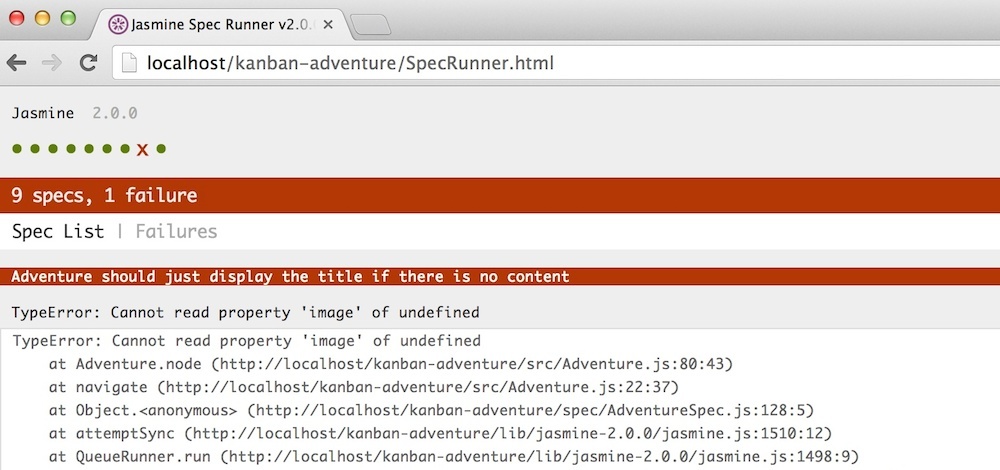 Jasmine Spec Runner v2.0.
localhost/kanban-adventure/SpecRunner.html
Jasmine 2.0.0
x
9 specs, 1 failure
Spec List | Failures
Adventure should just display the title if there is no content
TypeError: Cannot read property 'image' of undefined
TypeError: Cannot read property 'image' of undefined
at Adventure.node (http://localhost/kanban-adventure/src/Adventure.js:80:43)
at navigate (http://localhost/kanban-adventure/src/Adventure.js:22:37)
at Object.<anonymous> (http://localhost/kanban-adventure/spec/AdventureSpec.js:128:5)
at attemptSync (http://localhost/kanban-adventure/lib/jasmine-2.0.0/jasmine.js:1510:12)
at QueueRunner.run (http://localhost/kanban-adventure/lib/jasmine-2.0.0/jasmine.js:1498:9)